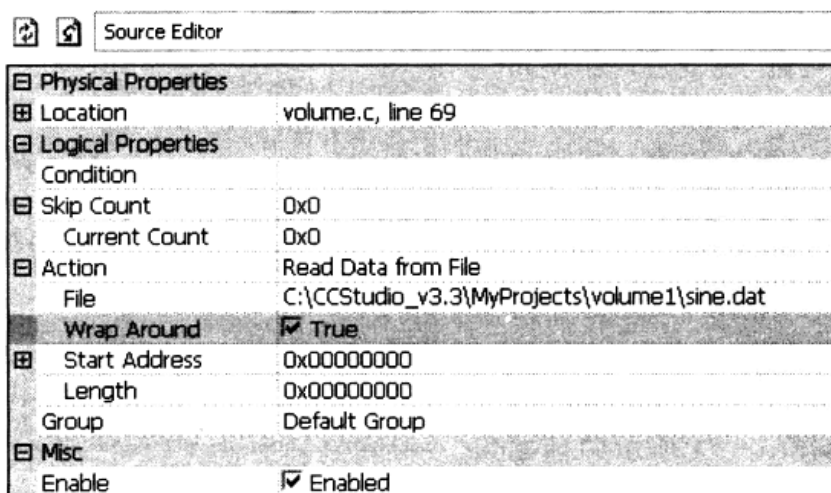 Source Editor
Physical Properties
Location volume.c, line 69
Logical Properties
Condition
Skip Count 0x0
Current Count 0x0
Action Read Data from File
File C:\CCStudio_v3.3\MyProjects\volume1\sine.dat
Wrap Around True
Start Address 0x00000000
Length 0x00000000
Group Default Group
Misc
Enable Enabled